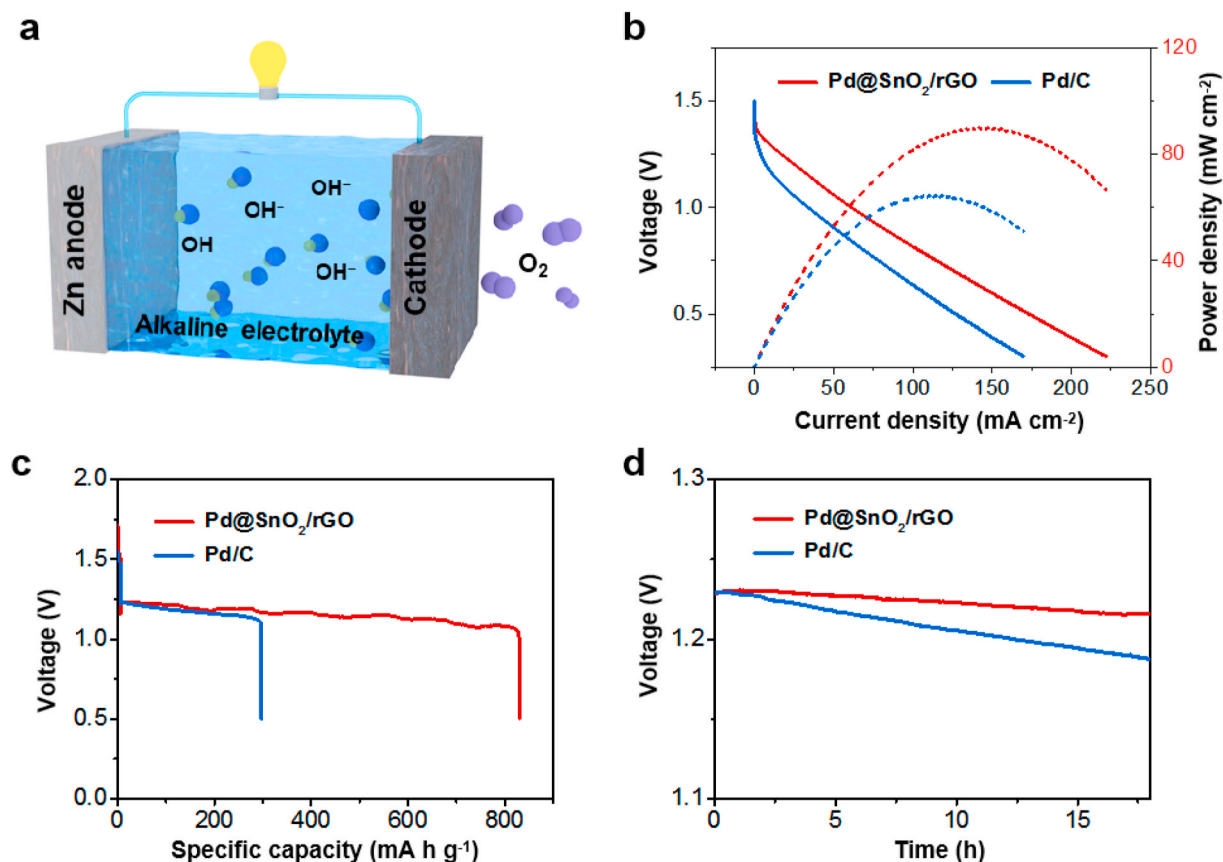 a
Zn anode
OH⁻
OH⁻
OH
OH⁻
Cathode
O₂
Alkaline electrolyte
b
Pd@SnO₂/rGO
Pd/C
Voltage (V)
1.5
1.0
0.5
0
50
100
150
200
250
Current density (mA cm⁻²)
120
80
40
0
Power density (mW cm⁻²)
c
Pd@SnO₂/rGO
Pd/C
Voltage (V)
2.0
1.5
1.0
0.5
0.0
0
200
400
600
800
Specific capacity (mA h g⁻¹)
d
Pd@SnO₂/rGO
Pd/C
Voltage (V)
1.3
1.2
1.1
0
5
10
15
Time (h)